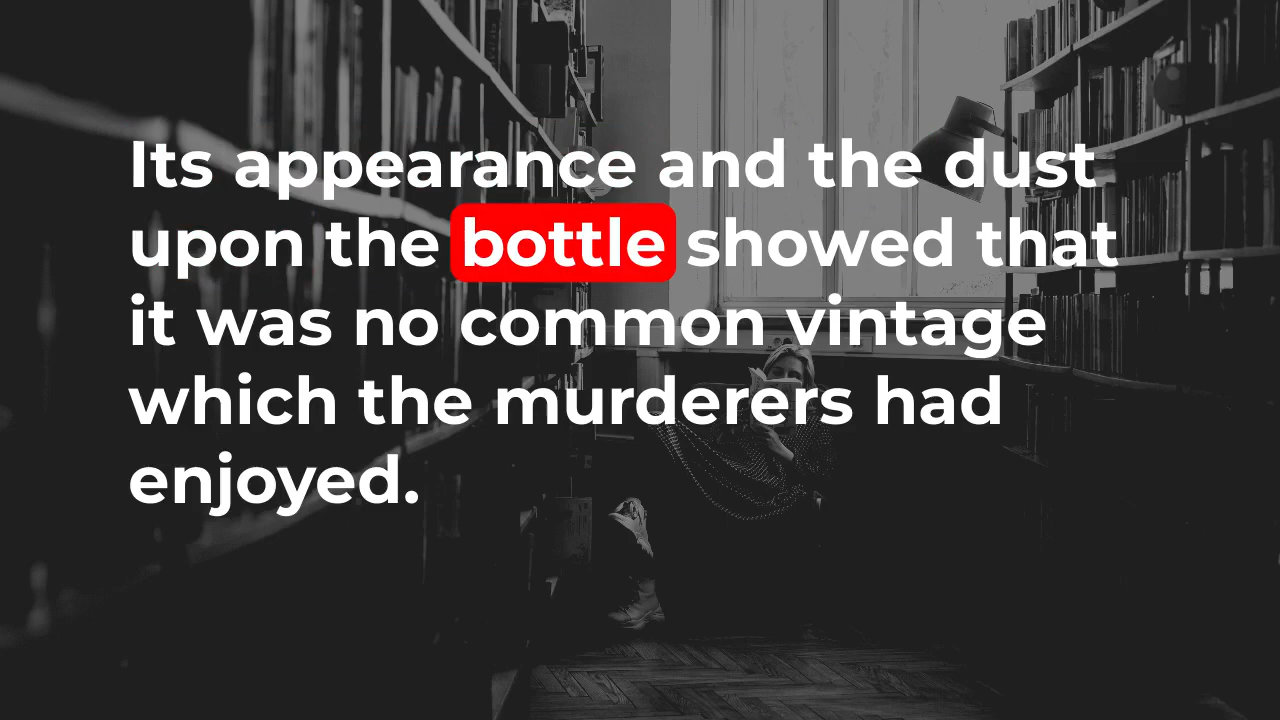 Its appearance and the dust
upon the bottle showed that
it was no common vintage
which the murderers had
enjoyed.